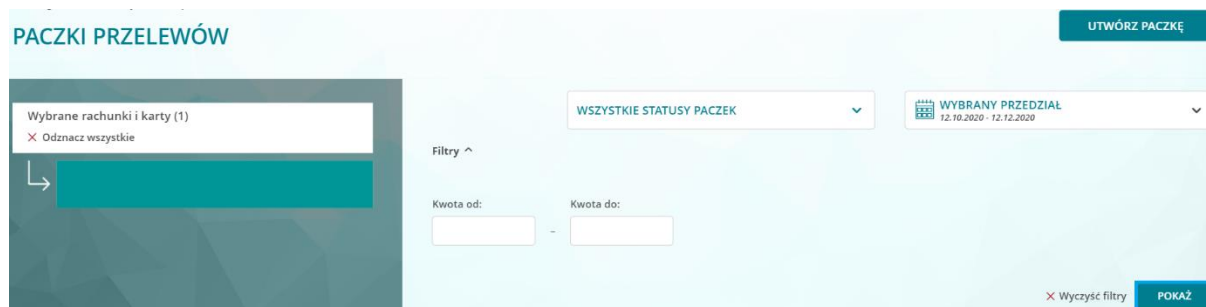 PACZKI PRZELEWÓW
UTWÓRZ PACZKĘ
Wybrane rachunki i karty (1)
Odznacz wszystkie
WSZYSTKIE STATUSY PACZEK
WYBRANY PRZEDZIAŁ
12.10.2020 - 12.12.2020
Filtry
Kwota od:
Kwota do:
-
Wyczyść filtry
POKAŻ